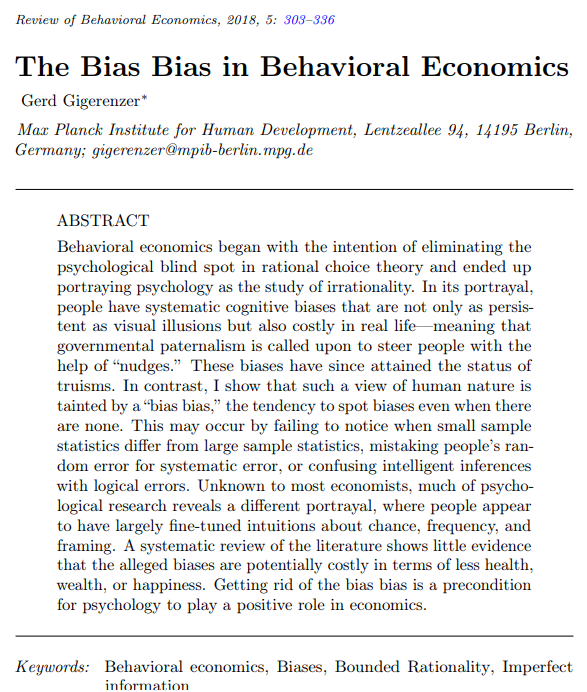 Review of Behavioral Economics, 2018, 5: 303–336
The Bias Bias in Behavioral Economics
Gerd Gigerenzer*
Max Planck Institute for Human Development, Lentzeallee 94, 14195 Berlin,
Germany; gigerenzer@mpib-berlin.mpg.de
ABSTRACT
Behavioral economics began with the intention of eliminating the
psychological blind spot in rational choice theory and ended up
portraying psychology as the study of irrationality. In its portrayal,
people have systematic cognitive biases that are not only as persis-
tent as visual illusions but also costly in real life—meaning that
governmental paternalism is called upon to steer people with the
help of “nudges.” These biases have since attained the status of
truisms. In contrast, I show that such a view of human nature is
tainted by a “bias bias,” the tendency to spot biases even when there
are none. This may occur by failing to notice when small sample
statistics differ from large sample statistics, mistaking people’s ran-
dom error for systematic error, or confusing intelligent inferences
with logical errors. Unknown to most economists, much of psycho-
logical research reveals a different portrayal, where people appear
to have largely fine-tuned intuitions about chance, frequency, and
framing. A systematic review of the literature shows little evidence
that the alleged biases are potentially costly in terms of less health,
wealth, or happiness. Getting rid of the bias bias is a precondition
for psychology to play a positive role in economics.
Keywords: Behavioral economics, Biases, Bounded Rationality, Imperfect
information